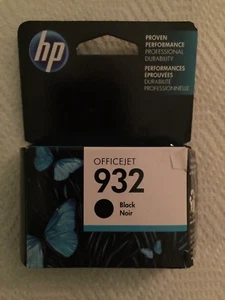 hp
PROVEN
PERFORMANCE
PROFESSIONAL
DURABILITY
PERFORMANCES
ÉPROUVÉES
DURABILITÉ
PROFESSIONNELLE
OFFICEJET
932
Black
Noir